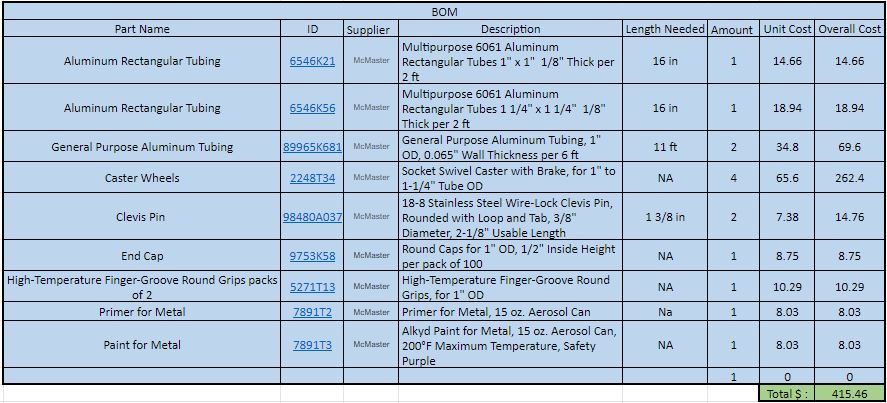 BOM
Part Name ID Supplier Description Length Needed Amount Unit Cost Overall Cost
Aluminum Rectangular Tubing 6546K21 McMaster Multipurpose 6061 Aluminum Rectangular Tubes 1" x 1" 1/8" Thick per 2 ft 16 in 1 14.66 14.66
Aluminum Rectangular Tubing 6546K56 McMaster Multipurpose 6061 Aluminum Rectangular Tubes 1 1/4" x 1 1/4" 1/8" Thick per 2 ft 16 in 1 18.94 18.94
General Purpose Aluminum Tubing 89965K681 McMaster General Purpose Aluminum Tubing, 1" OD, 0.065" Wall Thickness per 6 ft 11 ft 2 34.8 69.6
Caster Wheels 2248T34 McMaster Socket Swivel Caster with Brake, for 1" to 1-1/4" Tube OD NA 4 65.6 262.4
Clevis Pin 98480A037 McMaster 18-8 Stainless Steel Wire-Lock Clevis Pin, Rounded with Loop and Tab, 3/8" Diameter, 2-1/8" Usable Length 1 3/8 in 2 7.38 14.76
End Cap 9753K58 McMaster Round Caps for 1" OD, 1/2" Inside Height per pack of 100 NA 1 8.75 8.75
High-Temperature Finger-Groove Round Grips packs of 2 5271T13 McMaster High-Temperature Finger-Groove Round Grips, for 1" OD NA 1 10.29 10.29
Primer for Metal 7891T2 McMaster Primer for Metal, 15 oz. Aerosol Can Na 1 8.03 8.03
Paint for Metal 7891T3 McMaster Alkyd Paint for Metal, 15 oz. Aerosol Can, 200°F Maximum Temperature, Safety Purple NA 1 8.03 8.03
1 0 0
Total $ : 415.46